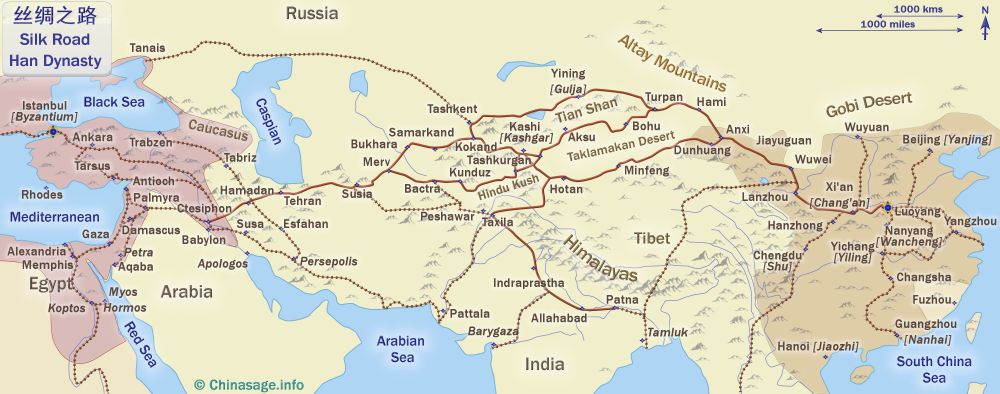 丝绸之路
Silk Road
Han Dynasty
Russia
1000 kms
1000 miles
N
Tanais
Altay Mountains
Yining
[Gulja]
Istanbul
[Byzantium]
Black Sea
Caspian
Tashkent
Tian Shan
Turpan
Hami
Gobi Desert
Caucasus
Ankara
Trabzen
Samarkand
Kashi
[Kashgar]
Aksu
Bohu
Anxi
Wuyuan
Beijing [Yanjing]
Bukhara
Kokand
Taklamakan Desert
Dunhuang
Jiayuguan
Tarsus
Tabriz
Merv
Tashkurgan
Kunduz
Minfeng
Wuwei
Antioch
Hamadan
Susia
Bactra
Hindu Kush
Hotan
Rhodes
Palmyra
Ctesiphon
Tehran
Lanzhou
Xi'an
[Chang'an]
Luoyang
Mediterranean
Gaza
Damascus
Babylon
Susa
Esfahan
Peshawar
Taxila
Himalayas
Tibet
Hanzhong
Nanyang
[Wancheng]
Yangzhou
Alexandria
Memphis
Petra
Aqaba
Apologos
Persepolis
Chengdu
[Shu]
Yichang
[Yiling]
Egypt
Arabia
Indraprastha
Changsha
Koptos
Myos
Hormos
Pattala
Allahabad
Patna
Fuzhou
Red Sea
Arabian
Sea
Barygaza
Tamluk
Guangzhou
[Nanhai]
India
Hanoi [Jiaozhi]
South China
Sea
© Chinasage.info